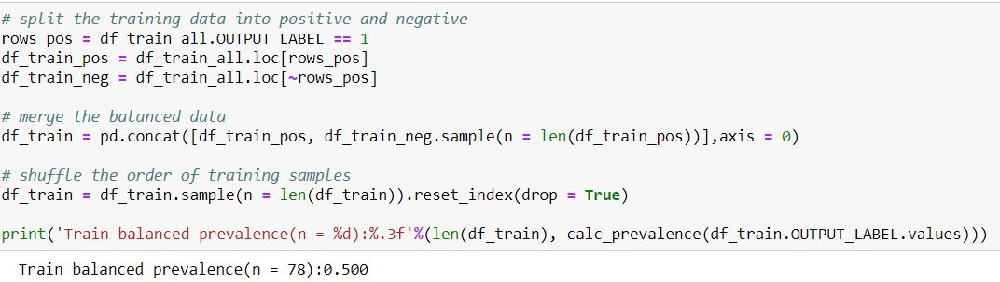 # split the training data into positive and negative
rows_pos = df_train_all.OUTPUT_LABEL == 1
df_train_pos = df_train_all.loc[rows_pos]
df_train_neg = df_train_all.loc[~rows_pos]
# merge the balanced data
df_train = pd.concat([df_train_pos, df_train_neg.sample(n = len(df_train_pos))],axis = 0)
# shuffle the order of training samples
df_train = df_train.sample(n = len(df_train)).reset_index(drop = True)
print('Train balanced prevalence(n = %d):%.3f'%(len(df_train), calc_prevalence(df_train.OUTPUT_LABEL.values)))
Train balanced prevalence(n = 78):0.500